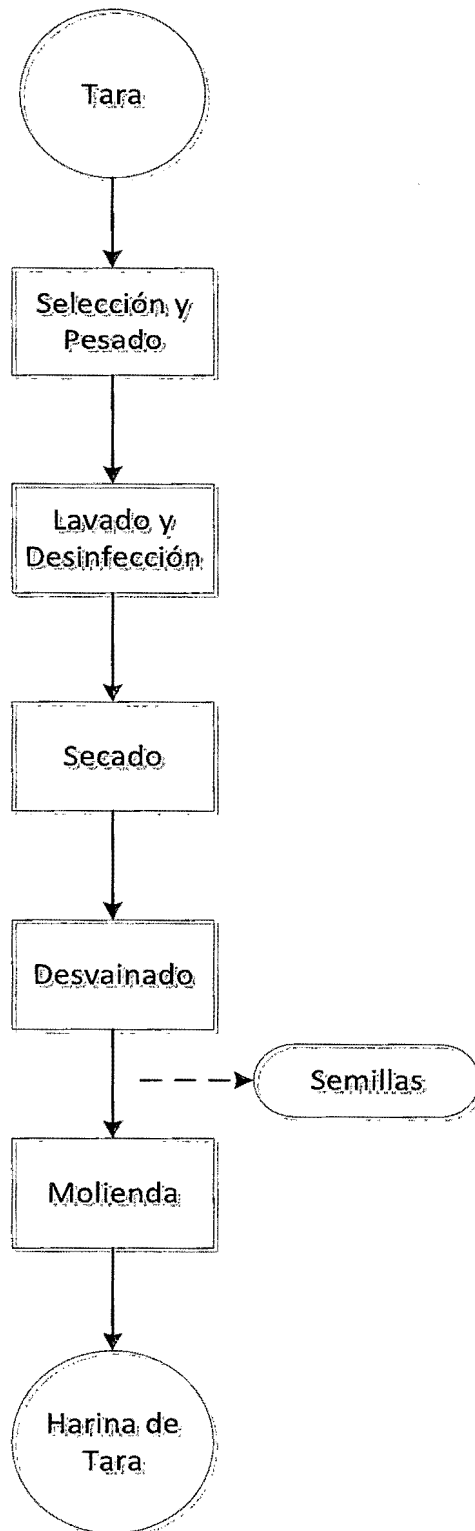 Tara
Selección y
Pesado
Lavado y
Desinfección
Secado
Desvainado
Semillas
Molienda
Harina de
Tara